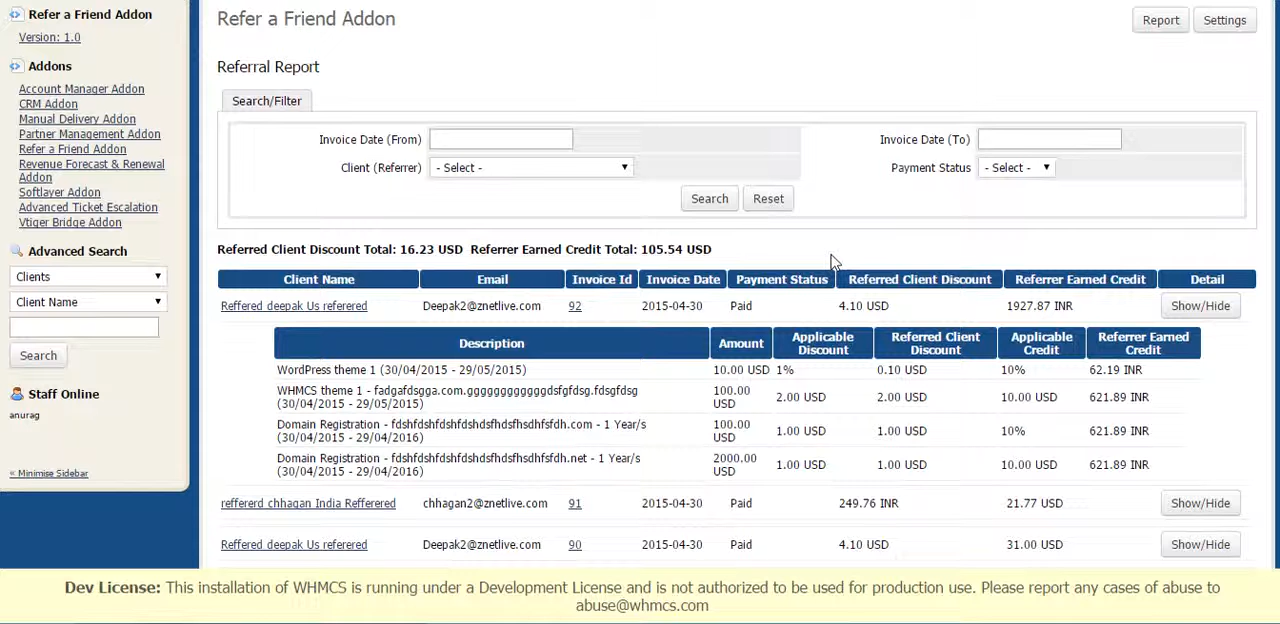 Refer a Friend Addon
Version: 1.0
Addons
Account Manager Addon
CRM Addon
Manual Delivery Addon
Partner Management Addon
Refer a Friend Addon
Revenue Forecast & Renewal
Addon
Softlaver Addon
Advanced Ticket Escalation
Vtiger Bridge Addon
Advanced Search
Clients
Client Name
Search
Staff Online
anurag
« Minimise Sidebar
Refer a Friend Addon
Report Settings
Referral Report
Search/Filter
Invoice Date (From) Invoice Date (To)
Client (Referrer) - Select - Payment Status - Select -
Search Reset
Referred Client Discount Total: 16.23 USD Referrer Earned Credit Total: 105.54 USD
Client Name Email Invoice Id Invoice Date Payment Status Referred Client Discount Referrer Earned Credit Detail
Reffered deepak Us referered Deepak2@znetlive.com 92 2015-04-30 Paid 4.10 USD 1927.87 INR Show/Hide
Description Amount Applicable Discount Referred Client Discount Applicable Credit Referrer Earned Credit
WordPress theme 1 (30/04/2015 - 29/05/2015) 10.00 USD 1% 0.10 USD 10% 62.19 INR
WHMCS theme 1 - fadgafdsgga.com.ggggggggggggdsfgfdsg.fdsgfdsg
(30/04/2015 - 29/05/2015) 100.00 USD 2.00 USD 2.00 USD 10.00 USD 621.89 INR
Domain Registration - fdshfdshfdshfdshdsfhdsfhsdhfsfdh.com - 1 Year/s
(30/04/2015 - 29/04/2016) 100.00 USD 1.00 USD 1.00 USD 10% 621.89 INR
Domain Registration - fdshfdshfdshfdshdsfhdsfhsdhfsfdh.net - 1 Year/s
(30/04/2015 - 29/04/2016) 2000.00 USD 1.00 USD 1.00 USD 10.00 USD 621.89 INR
reffererd chhagan India Reffererd chhagan2@znetlive.com 91 2015-04-30 Paid 249.76 INR 21.77 USD Show/Hide
Reffered deepak Us referered Deepak2@znetlive.com 90 2015-04-30 Paid 4.10 USD 31.00 USD Show/Hide
Dev License: This installation of WHMCS is running under a Development License and is not authorized to be used for production use. Please report any cases of abuse to
abuse@whmcs.com